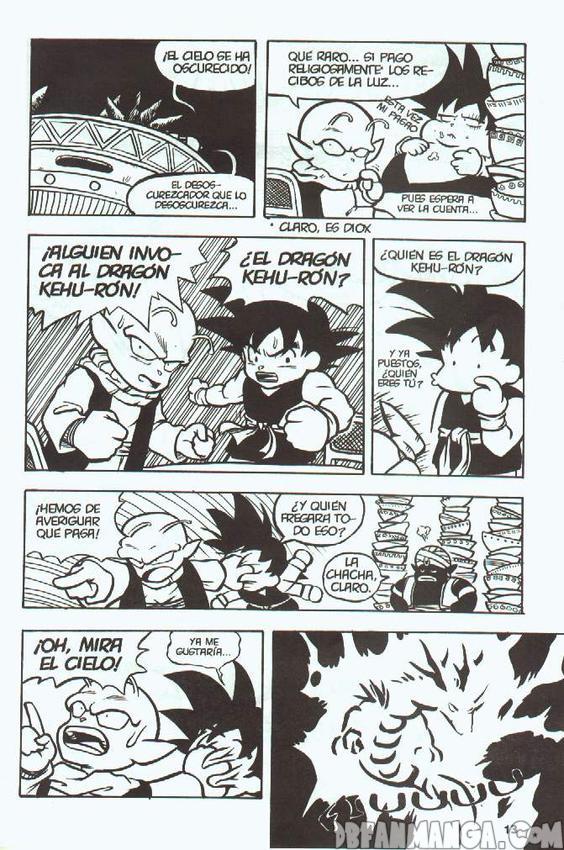 ¡EL CIELO SE HA
OSCURECIDO!
EL DESOS-
CUREZCADOR QUE LO
DESOSCUREZCA...
QUÉ RARO... SI PAGO
RELIGIOSAMENTE* LOS RE-
CIBOS DE LA LUZ...
ESTA VEZ
MI PAGAO
PUES ESPERA A
VER LA CUENTA...
* CLARO, ES DIOX
¡ALGUIEN INVO-
CA AL DRAGÓN
KEHU-RÓN!
¿EL DRAGÓN
KEHU-RÓN?
¿QUIÉN ES EL DRAGÓN
KEHU-RÓN?
Y YA
PUESTOS,
¿QUIÉN
ERES TÚ?
¡HEMOS DE
AVERIGUAR
QUÉ PASA!
¿Y QUIÉN
FREGARÁ TO-
DO ESO?
LA
CHACHA,
CLARO.
¡OH, MIRA
EL CIELO!
YA ME
GUSTARÍA...
DBFANMANGA.COM